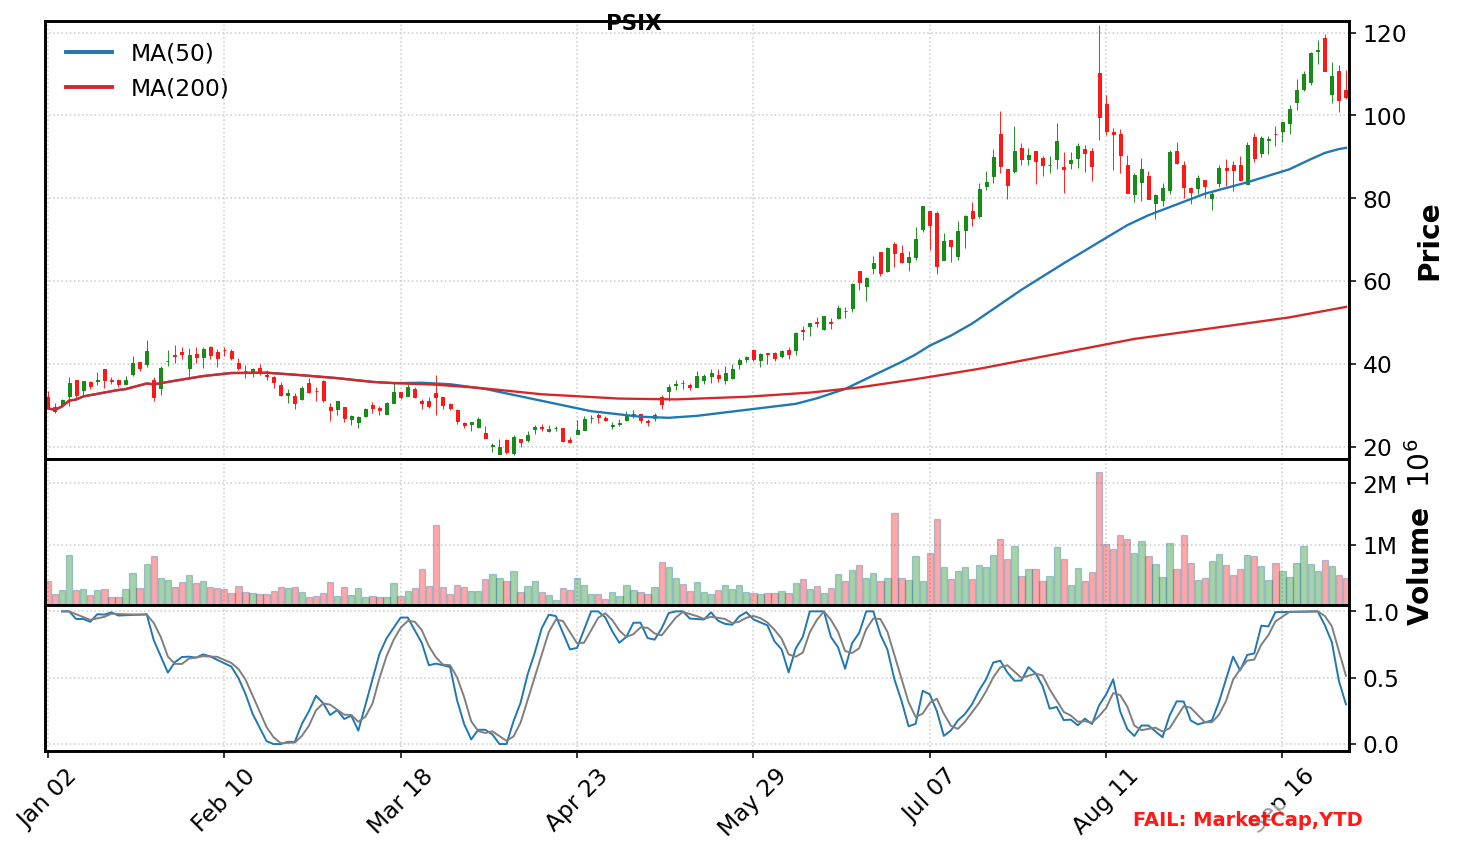 PSIX
MA(50)
MA(200)
120
100
80
60
40
20
Price
2M
1M
Volume 10^6
1.0
0.5
0.0
Jan 02
Feb 10
Mar 18
Apr 23
May 29
Jul 07
Aug 11
Sep 16
FAIL: MarketCap,YTD